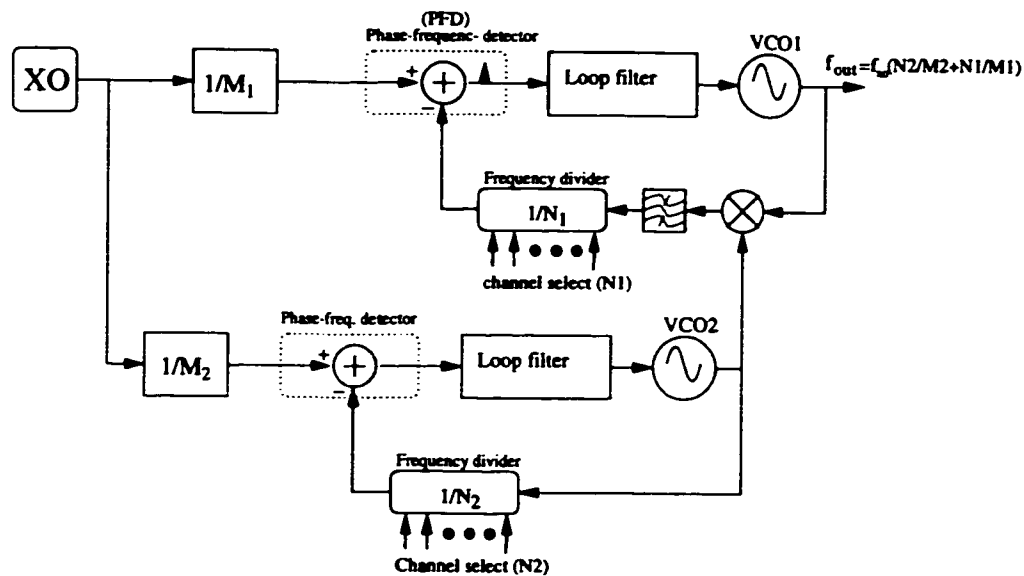 (PFD)
Phase-frequenc- detector
VCO1
XO
1/M1
+
+
−
Loop filter
fout=fref(N2/M2+N1/M1)
Frequency divider
1/N1
channel select (N1)
Phase-freq. detector
VCO2
1/M2
+
+
−
Loop filter
Frequency divider
1/N2
Channel select (N2)